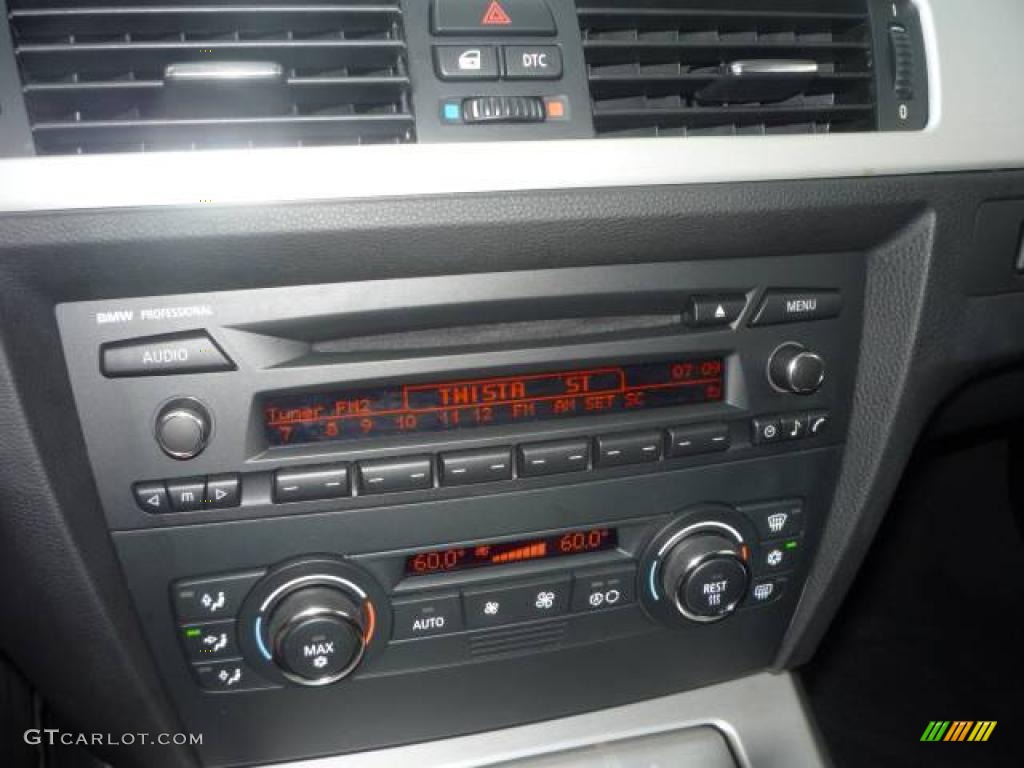 I
DTC
0
BMW PROFESSIONAL
MENU
AUDIO
TWISTA ST 07:09
Tuner FM2
7 8 9 10 11 12 FM AM SET SC
m
60.0° 60.0°
REST
AUTO
MAX
GTCARLOT.COM